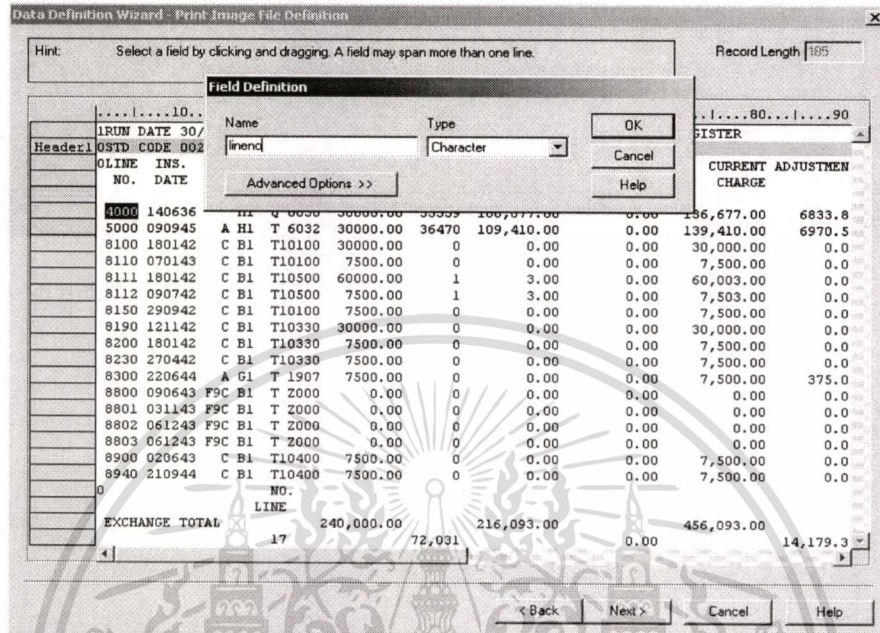 Data Definition Wizard - Print Image File Definition
Hint: Select a field by clicking and dragging. A field may span more than one line. Record Length 185
Field Definition
Name Type OK
linend Character Cancel
Advanced Options >> Help
....|....10.. ..|....80...|....90
1RUN DATE 30/ GISTER
Header1 0STD CODE 002
0LINE INS. CURRENT ADJUSTMEN
NO. DATE CHARGE
4000 140636 30000.00 0.00 6833.8
5000 090945 A H1 T 6032 30000.00 36470 109,410.00 0.00 139,410.00 6970.5
8100 180142 C B1 T10100 30000.00 0 0.00 0.00 30,000.00 0.0
8110 070143 C B1 T10100 7500.00 0 0.00 0.00 7,500.00 0.0
8111 180142 C B1 T10500 60000.00 1 3.00 0.00 60,003.00 0.0
8112 090742 C B1 T10500 7500.00 1 3.00 0.00 7,503.00 0.0
8150 290942 C B1 T10100 7500.00 0 0.00 0.00 7,500.00 0.0
8190 121142 C B1 T10330 30000.00 0 0.00 0.00 30,000.00 0.0
8200 180142 C B1 T10330 7500.00 0 0.00 0.00 7,500.00 0.0
8230 270442 C B1 T10330 7500.00 0 0.00 0.00 7,500.00 0.0
8300 220644 A G1 T 1907 7500.00 0 0.00 0.00 7,500.00 375.0
8800 090643 F9C B1 T Z000 0.00 0 0.00 0.00 0.00 0.0
8801 031143 F9C B1 T Z000 0.00 0 0.00 0.00 0.00 0.0
8802 061243 F9C B1 T Z000 0.00 0 0.00 0.00 0.00 0.0
8803 061243 F9C B1 T Z000 0.00 0 0.00 0.00 0.00 0.0
8900 020643 C B1 T10400 7500.00 0 0.00 0.00 7,500.00 0.0
8940 210944 C B1 T10400 7500.00 0 0.00 0.00 7,500.00 0.0
0 NO.
LINE
EXCHANGE TOTAL 240,000.00 216,093.00 456,093.00
17 72,031 0.00 14,179.3
< Back Next > Cancel Help